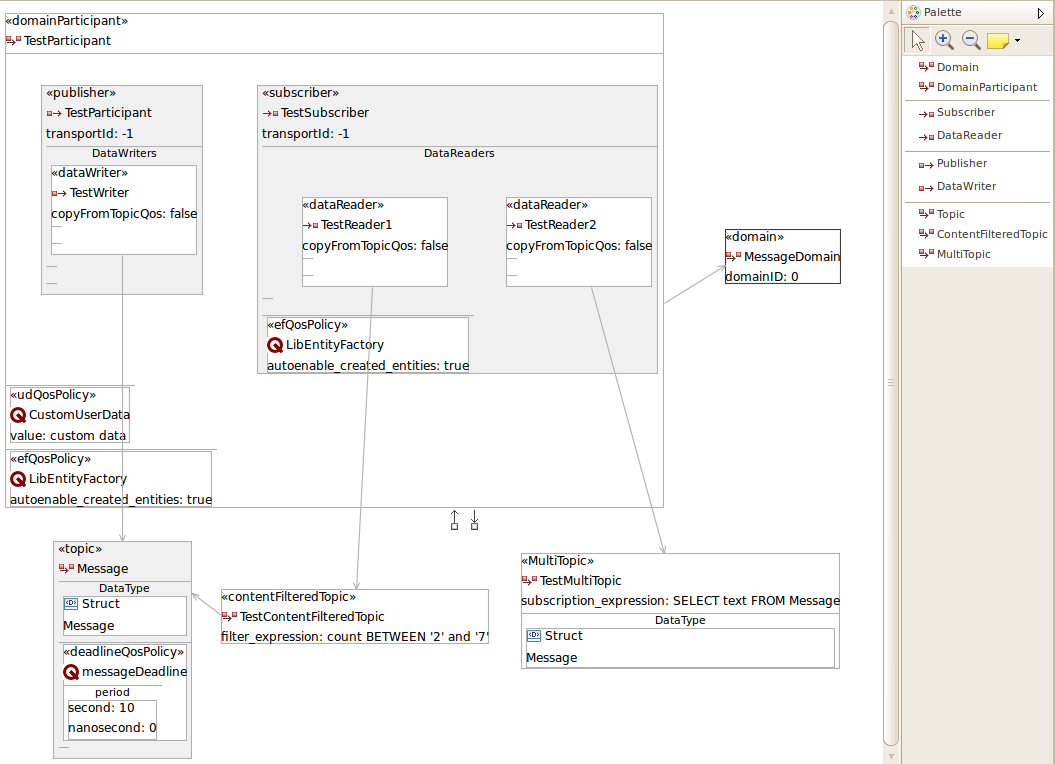 «domainParticipant»
TestParticipant
«publisher»
TestParticipant
transportId: -1
DataWriters
«dataWriter»
TestWriter
copyFromTopicQos: false
«subscriber»
TestSubscriber
transportId: -1
DataReaders
«dataReader»
TestReader1
copyFromTopicQos: false
«dataReader»
TestReader2
copyFromTopicQos: false
«efQosPolicy»
LibEntityFactory
autoenable_created_entities: true
«domain»
MessageDomain
domainID: 0
«udQosPolicy»
CustomUserData
value: custom data
«efQosPolicy»
LibEntityFactory
autoenable_created_entities: true
«topic»
Message
DataType
Struct
Message
«deadlineQosPolicy»
messageDeadline
period
second: 10
nanosecond: 0
«contentFilteredTopic»
TestContentFilteredTopic
filter_expression: count BETWEEN '2' and '7'
«MultiTopic»
TestMultiTopic
subscription_expression: SELECT text FROM Message
DataType
Struct
Message
Palette
Domain
DomainParticipant
Subscriber
DataReader
Publisher
DataWriter
Topic
ContentFilteredTopic
MultiTopic